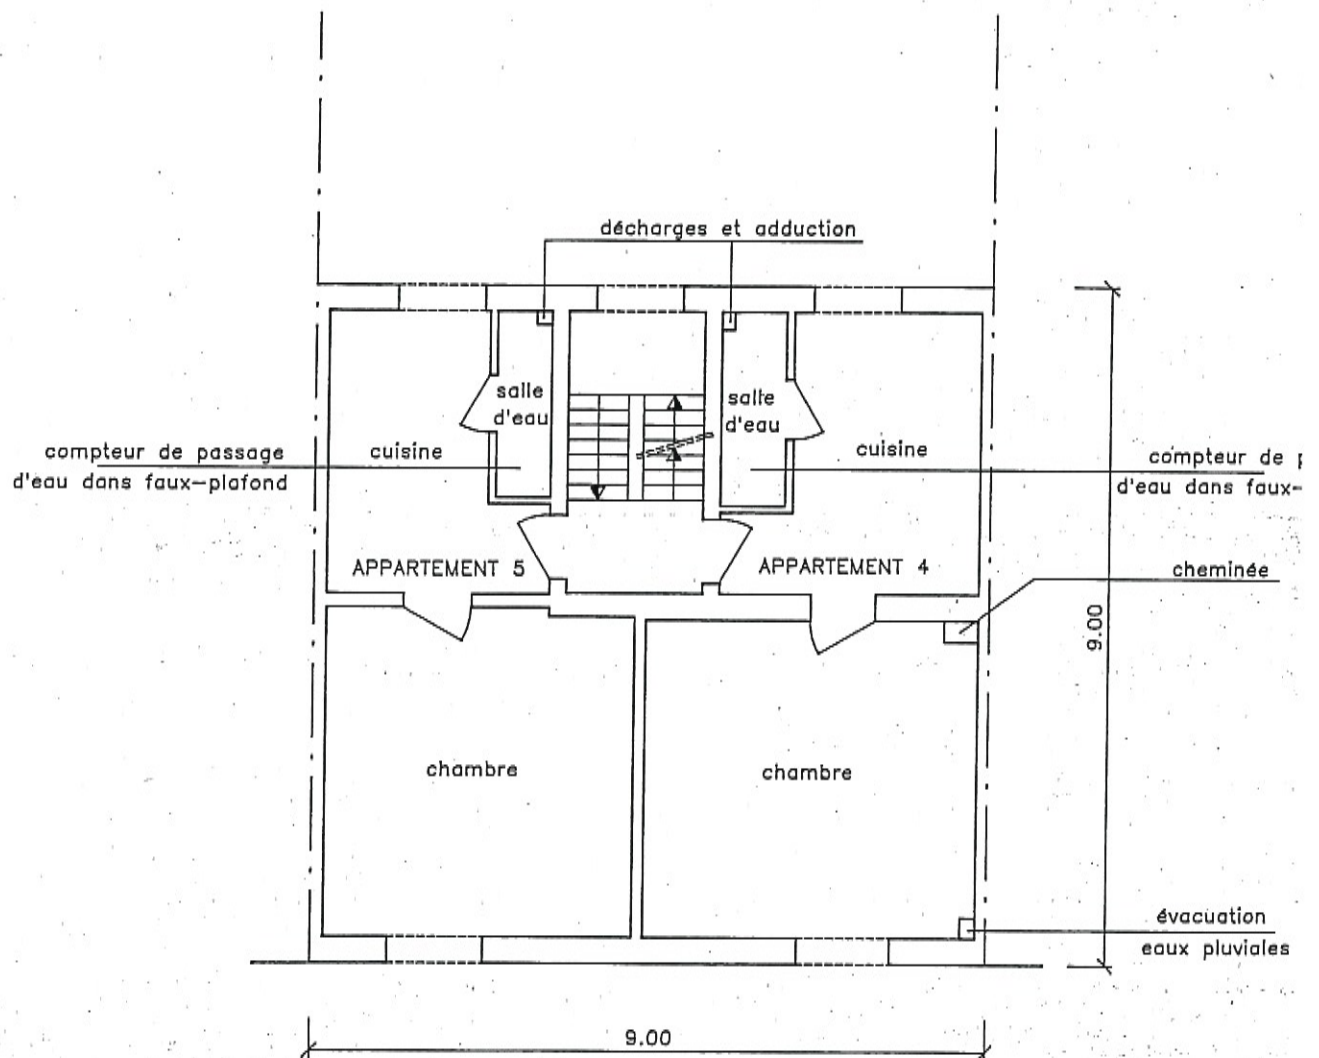 décharges et adduction
salle
d'eau
salle
d'eau
compteur de passage
d'eau dans faux-plafond
cuisine
cuisine
compteur de
d'eau dans faux-
APPARTEMENT 5
APPARTEMENT 4
cheminée
9.00
chambre
chambre
évacuation
eaux pluviales
9.00